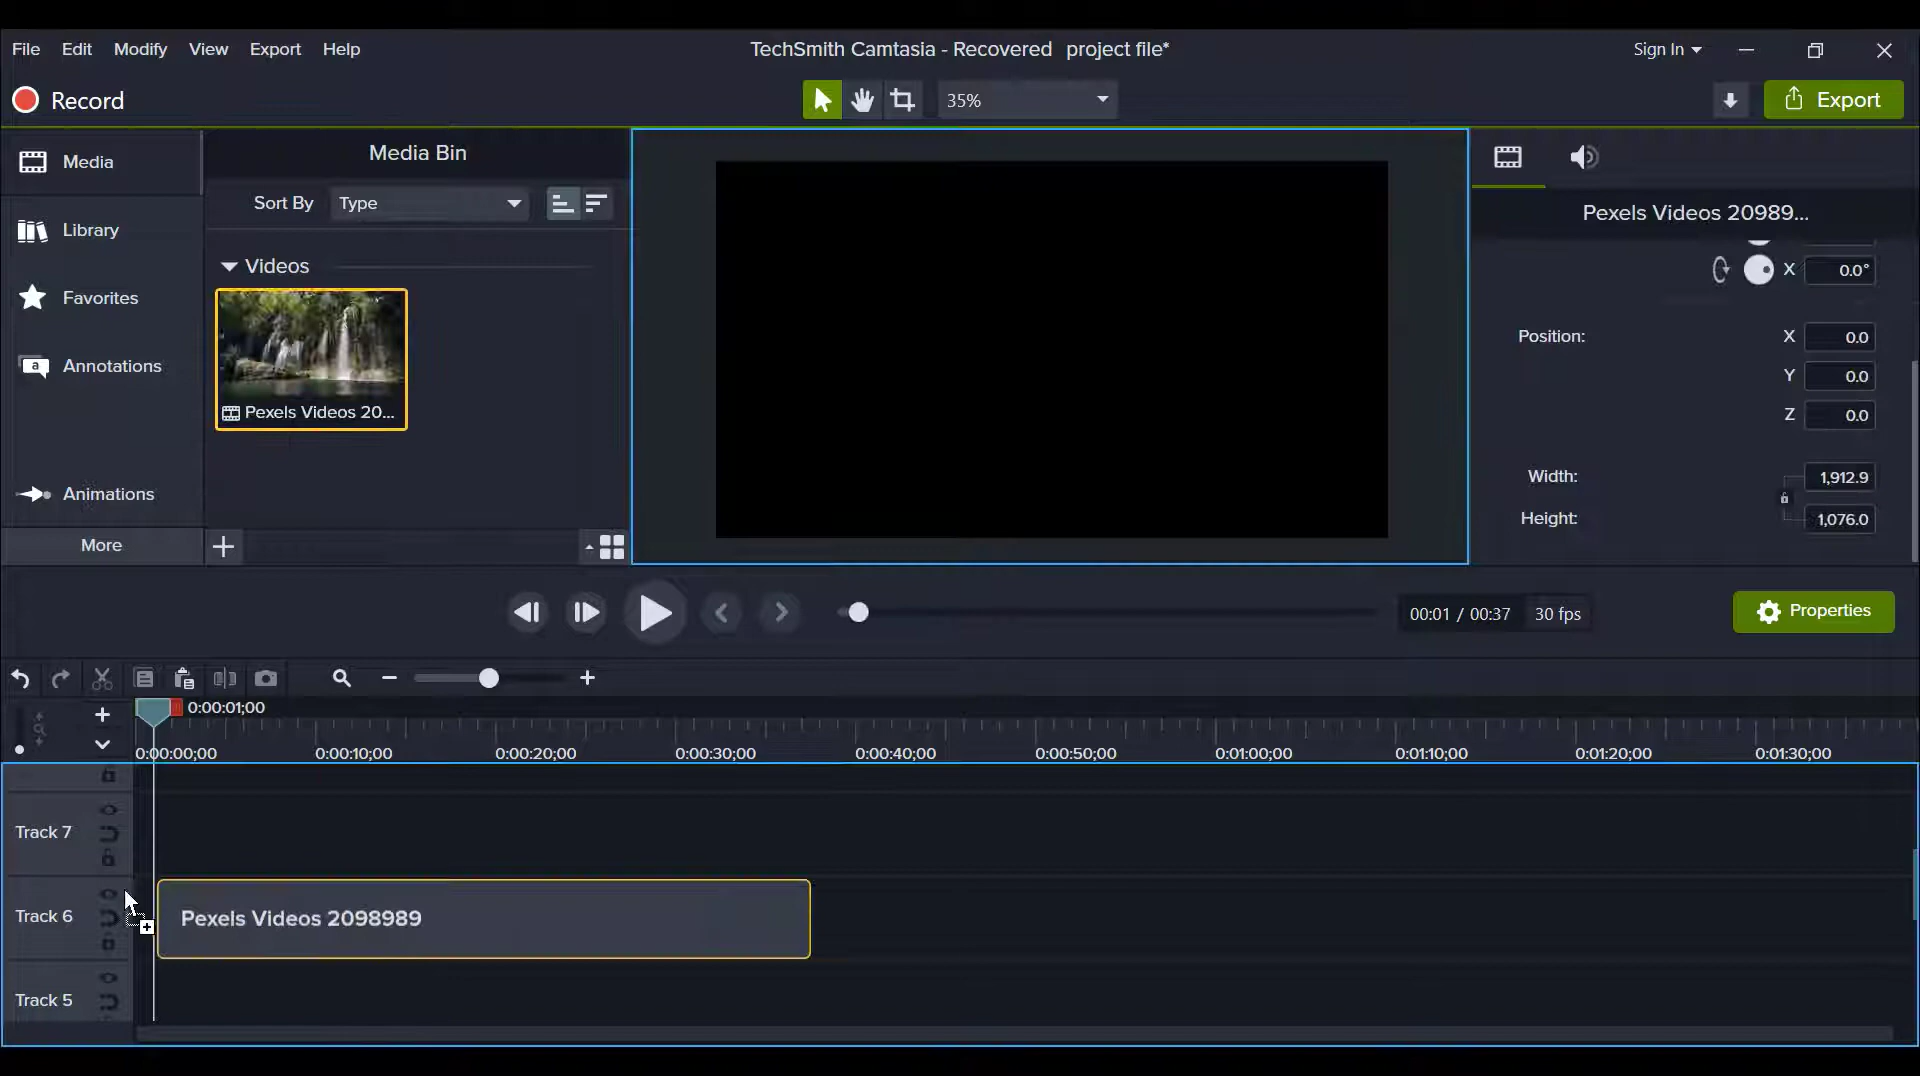 File Edit Modify View Export Help
TechSmith Camtasia - Recovered project file*
Sign In
Record
35%
Export
Media
Library
Favorites
a
Annotations
Animations
More
Media Bin
Sort By Type
Videos
Pexels Videos 20...
Pexels Videos 20989...
X 0.0°
Position: X 0.0
Y 0.0
Z 0.0
Width: 1,912.9
Height: 1,076.0
00:01 / 00:37 30 fps
Properties
0:00:01;00
0:00:00;00 0:00:10;00 0:00:20;00 0:00:30;00 0:00:40;00 0:00:50;00 0:01:00;00 0:01:10;00 0:01:20;00 0:01:30;00
Track 7
Track 6
Pexels Videos 2098989
Track 5